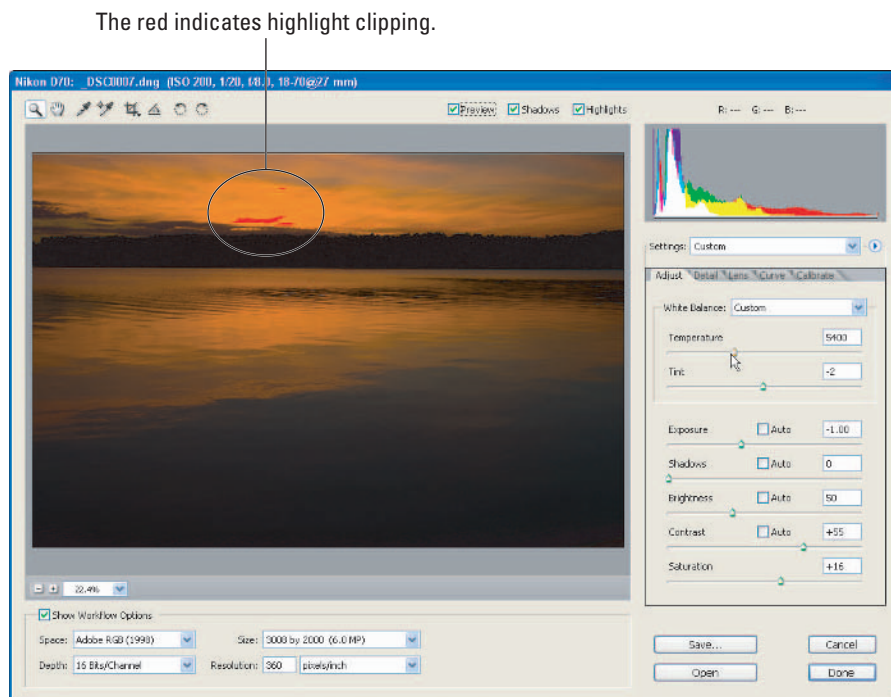 The red indicates highlight clipping.
Nikon D70: _DSC0007.dng (ISO 200, 1/20, f/8.0, 18-70@27 mm)
Preview Shadows Highlights R: --- G: --- B: ---
Settings: Custom
Adjust Detail Lens Curve Calibrate
White Balance: Custom
Temperature 5400
Tint -2
Exposure Auto -1.00
Shadows Auto 0
Brightness Auto 50
Contrast Auto +55
Saturation +16
22.4%
Show Workflow Options
Space: Adobe RGB (1998) Size: 3008 by 2000 (6.0 MP)
Depth: 16 Bits/Channel Resolution: 360 pixels/inch
Save... Cancel
Open Done